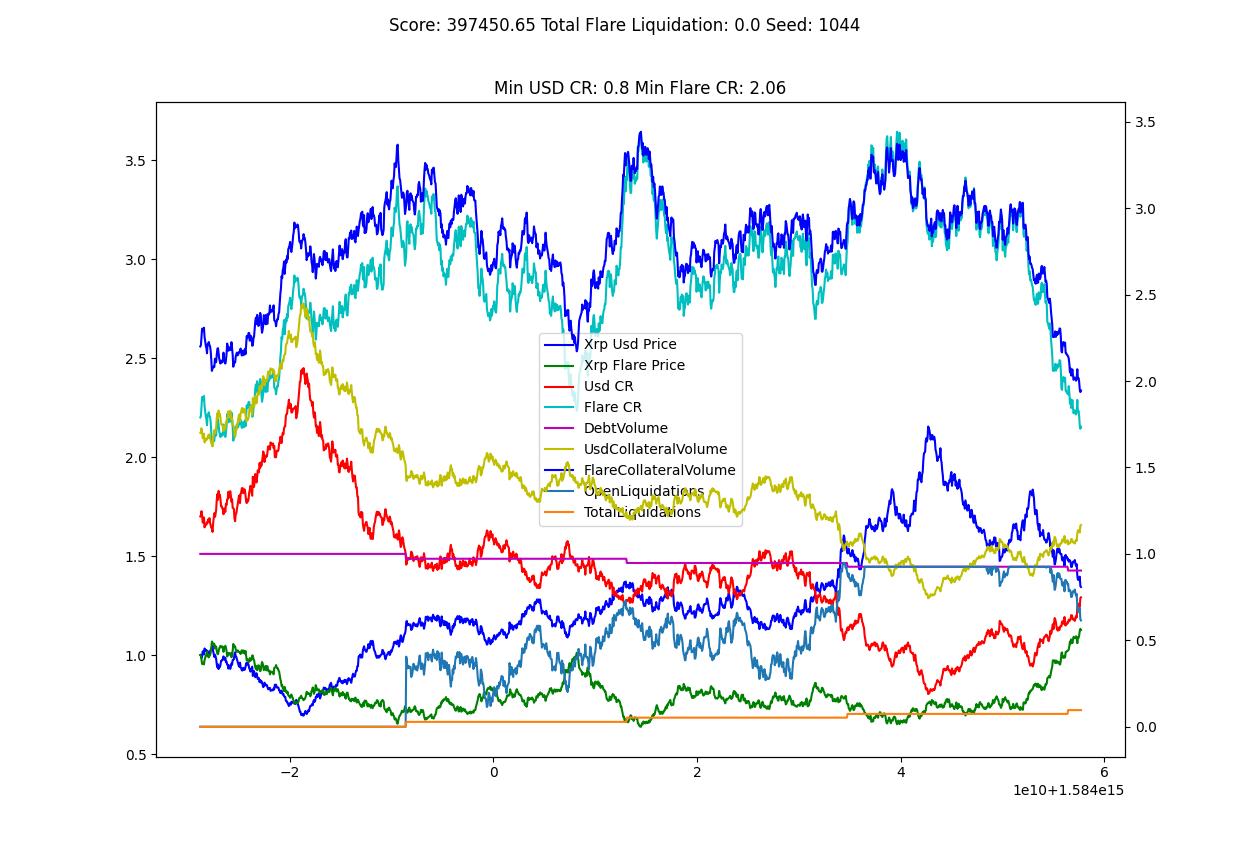 Score: 397450.65 Total Flare Liquidation: 0.0 Seed: 1044
Min USD CR: 0.8 Min Flare CR: 2.06
3.5
3.0
2.5
2.0
1.5
1.0
0.5
3.5
3.0
2.5
2.0
1.5
1.0
0.5
0.0
Xrp Usd Price
Xrp Flare Price
Usd CR
Flare CR
DebtVolume
UsdCollateralVolume
FlareCollateralVolume
OpenLiquidations
TotalLiquidations
−2 0 2 4 6
1e10+1.584e15